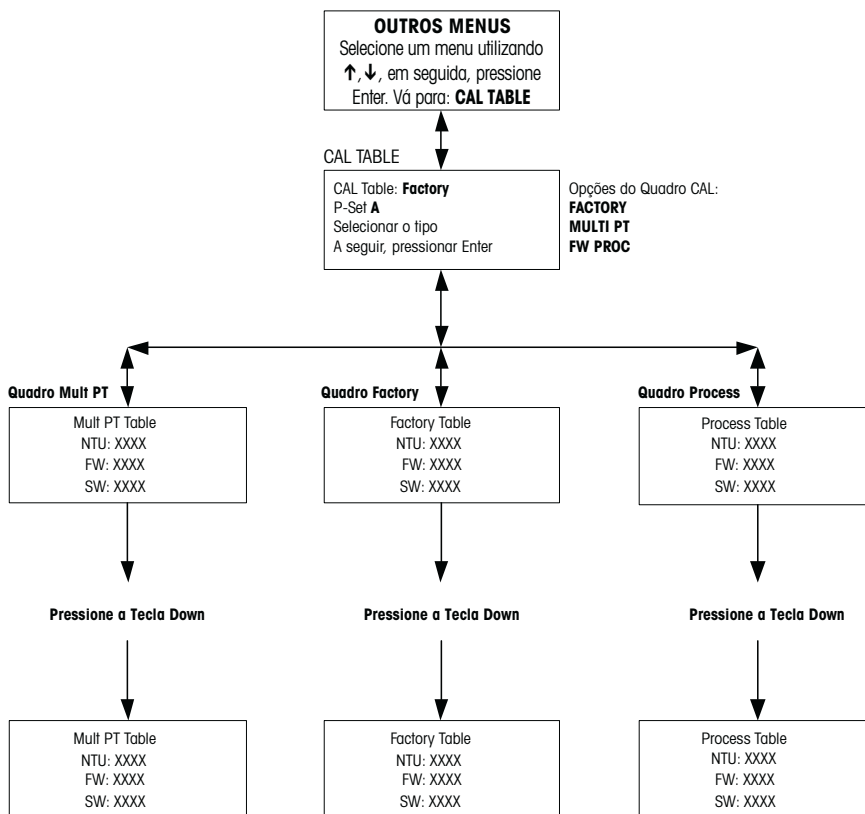 OUTROS MENUS
Selecione um menu utilizando
↑,↓, em seguida, pressione
Enter. Vá para: CAL TABLE
CAL TABLE
CAL Table: Factory
P-Set A
Selecionar o tipo
A seguir, pressionar Enter
Opções do Quadro CAL:
FACTORY
MULTI PT
FW PROC
Quadro Mult PT
Mult PT Table
NTU: XXXX
FW: XXXX
SW: XXXX
Quadro Factory
Factory Table
NTU: XXXX
FW: XXXX
SW: XXXX
Quadro Process
Process Table
NTU: XXXX
FW: XXXX
SW: XXXX
Pressione a Tecla Down
Pressione a Tecla Down
Pressione a Tecla Down
Mult PT Table
NTU: XXXX
FW: XXXX
SW: XXXX
Factory Table
NTU: XXXX
FW: XXXX
SW: XXXX
Process Table
NTU: XXXX
FW: XXXX
SW: XXXX